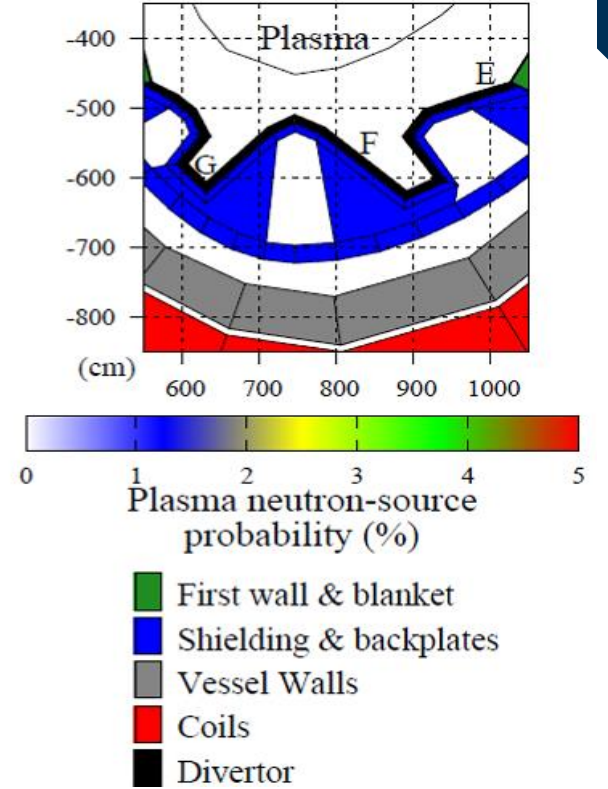 -400
Plasma
E
-500
F
G
-600
-700
-800
(cm)
600 700 800 900 1000
0 1 2 3 4 5
Plasma neutron-source
probability (%)
First wall & blanket
Shielding & backplates
Vessel Walls
Coils
Divertor